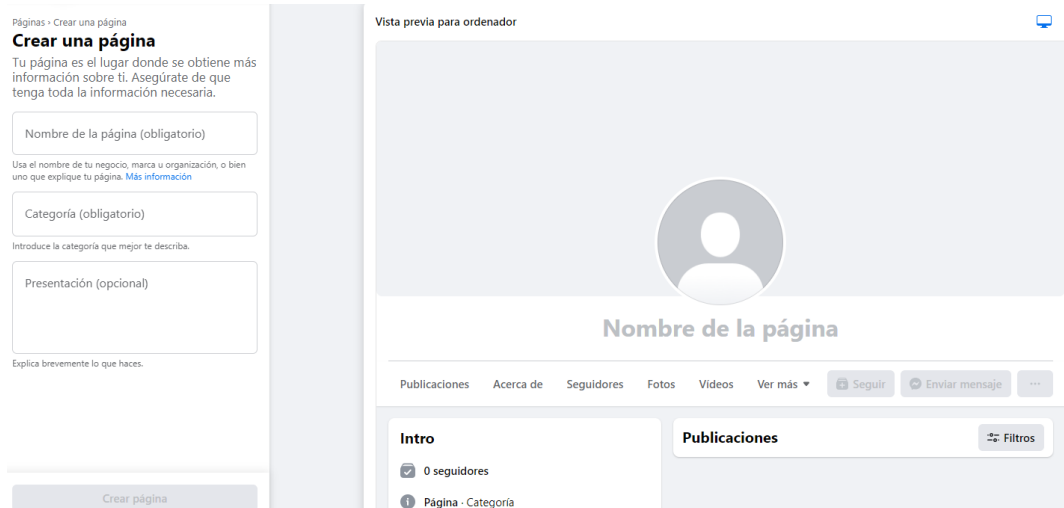 Páginas › Crear una página
Crear una página
Tu página es el lugar donde se obtiene más
información sobre ti. Asegúrate de que
tenga toda la información necesaria.
Nombre de la página (obligatorio)
Usa el nombre de tu negocio, marca u organización, o bien
uno que explique tu página. Más información
Categoría (obligatorio)
Introduce la categoría que mejor te describa.
Presentación (opcional)
Explica brevemente lo que haces.
Crear página
Vista previa para ordenador
Nombre de la página
Publicaciones Acerca de Seguidores Fotos Vídeos Ver más Seguir Enviar mensaje ...
Intro
0 seguidores
Página · Categoría
Publicaciones
Filtros